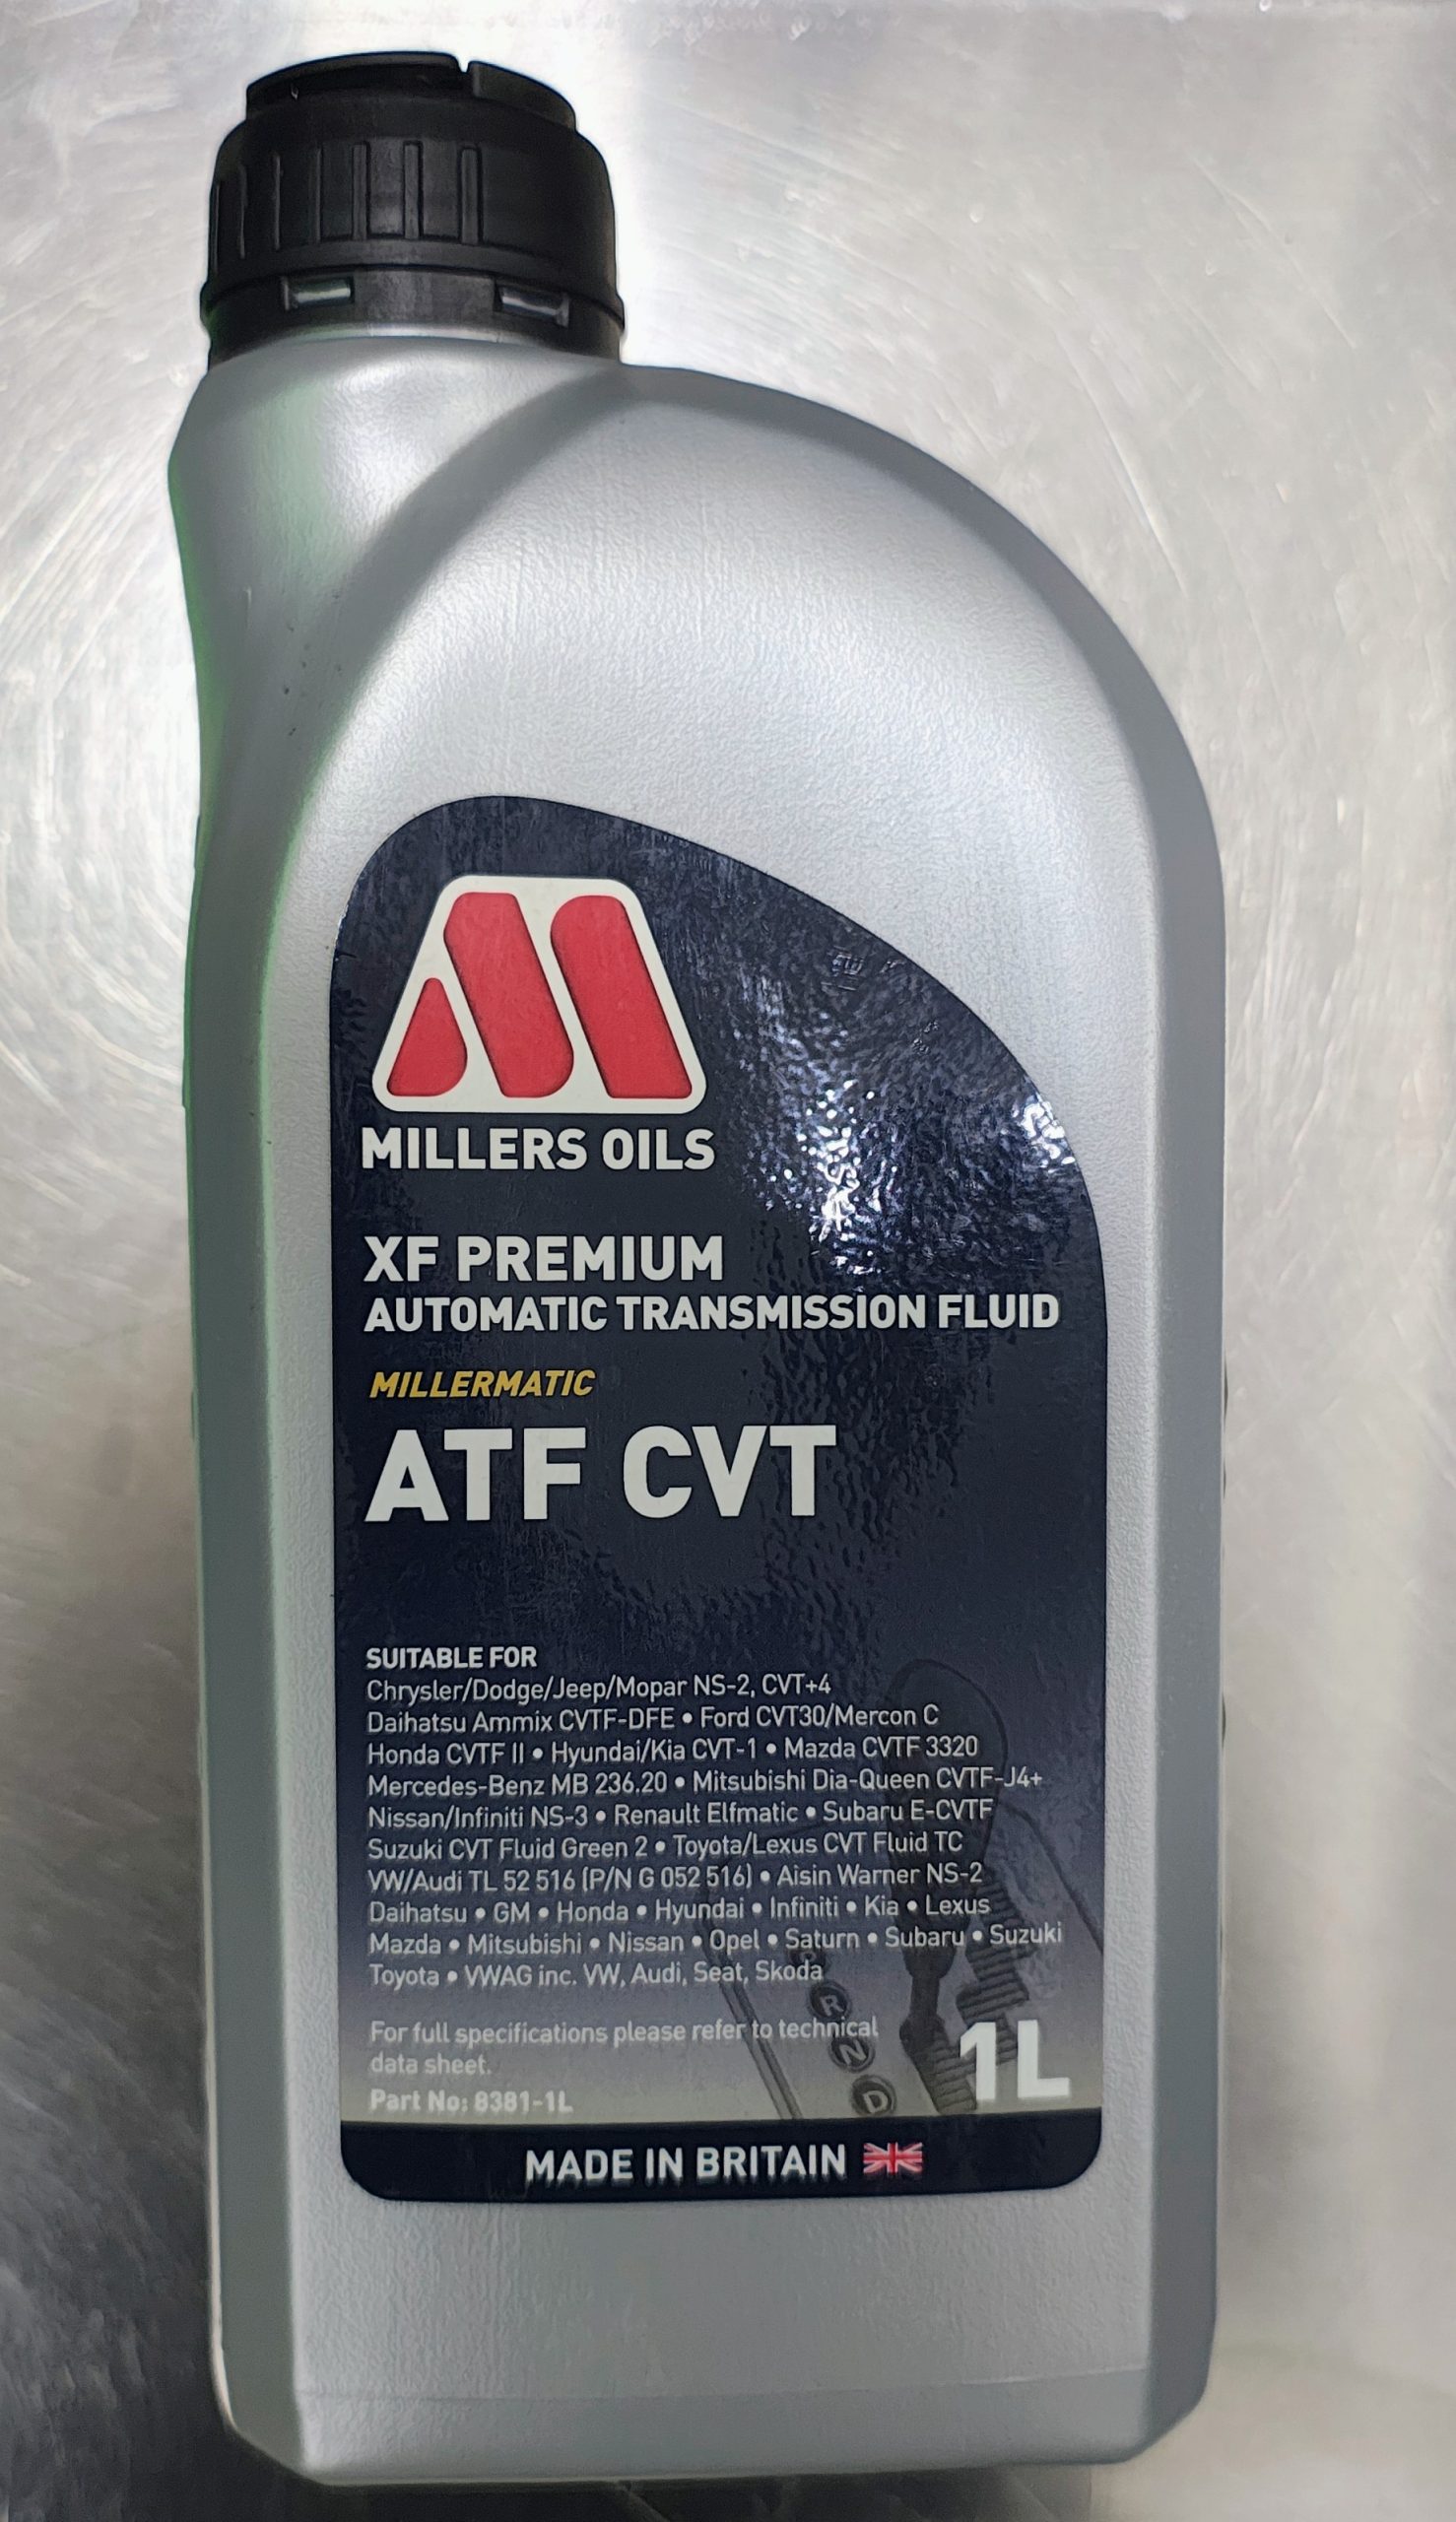 MILLERS OILS
XF PREMIUM
AUTOMATIC TRANSMISSION FLUID
MILLERMATIC
ATF CVT
SUITABLE FOR
Chrysler/Dodge/Jeep/Mopar NS-2, CVT+4
Daihatsu Ammix CVTF-DFE • Ford CVT30/Mercon C
Honda CVTF II • Hyundai/Kia CVT-1 • Mazda CVTF 3320
Mercedes-Benz MB 236.20 • Mitsubishi Dia-Queen CVTF-J4+
Nissan/Infiniti NS-3 • Renault Elfmatic • Subaru E-CVTF
Suzuki CVT Fluid Green 2 • Toyota/Lexus CVT Fluid TC
VW/Audi TL 52 516 (P/N G 052 516) • Aisin Warner NS-2
Daihatsu • GM • Honda • Hyundai • Infiniti • Kia • Lexus
Mazda • Mitsubishi • Nissan • Opel • Saturn • Subaru • Suzuki
Toyota • VWAG inc. VW, Audi, Seat, Skoda
R
N
D
For full specifications please refer to technical
data sheet.
Part No: 8381-1L
1L
MADE IN BRITAIN